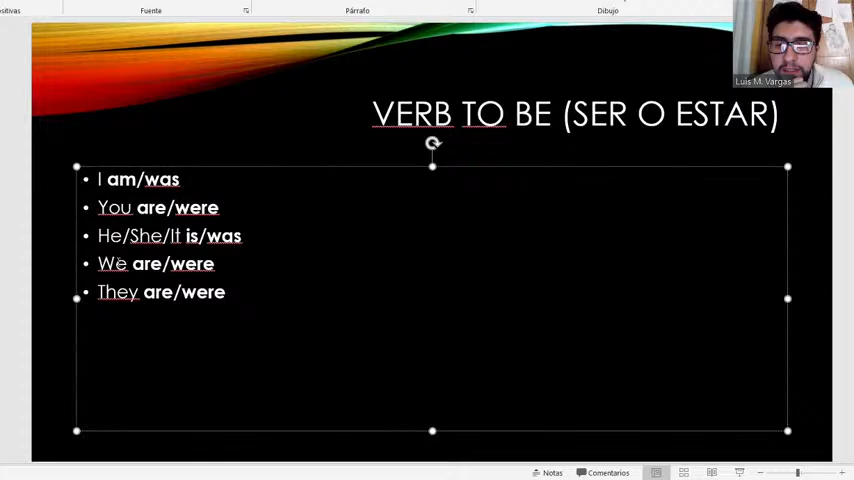 Fuente
Párrafo
Dibujo
Luis M. Vargas
VERB TO BE (SER O ESTAR)
• I am/was
• You are/were
• He/She/It is/was
• We are/were
• They are/were
Notas
Comentarios